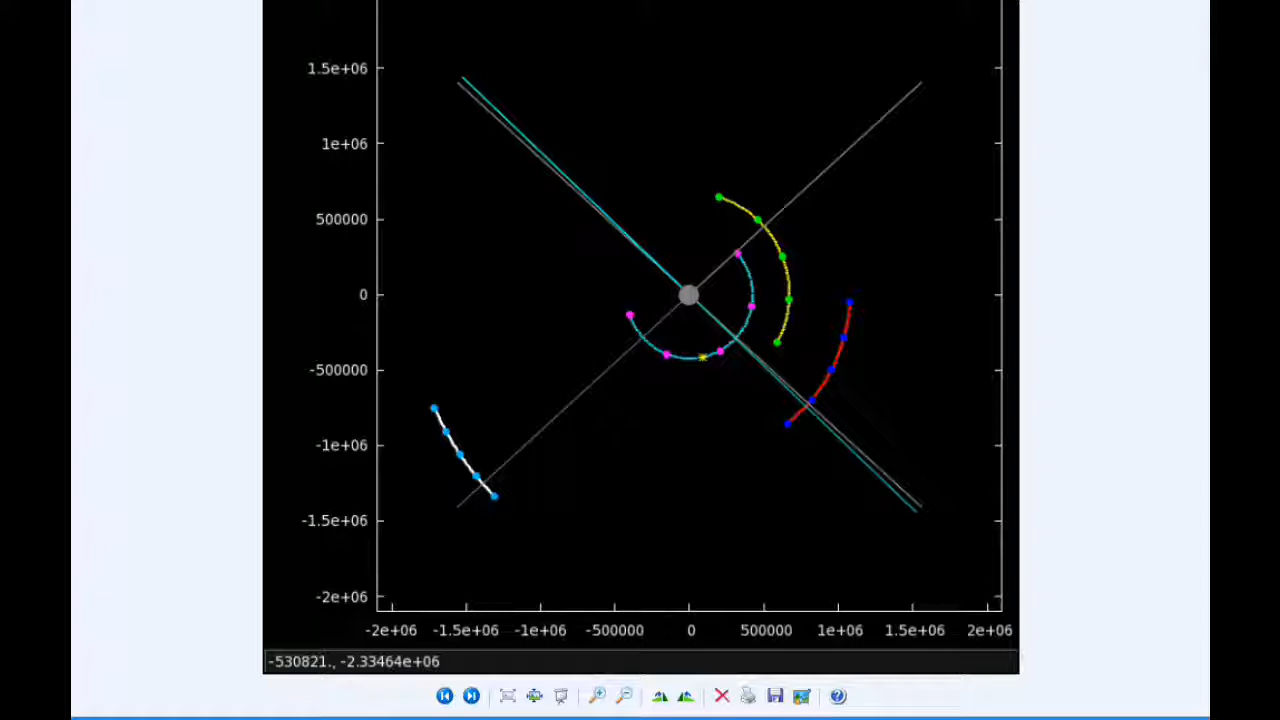 1.5e+06
1e+06
500000
0
-500000
-1e+06
-1.5e+06
-2e+06
-2e+06 -1.5e+06 -1e+06 -500000 0 500000 1e+06 1.5e+06 2e+06
-530821., -2.33464e+06